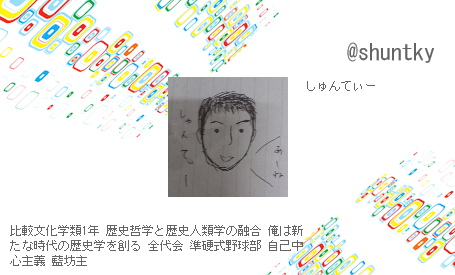 @shuntky
しゅんてぃー
しゅんてぃー
あーね
比較文化学類1年 歴史哲学と歴史人類学の融合 俺は新
たな時代の歴史学を創る 全代会 準硬式野球部 自己中
心主義 藍坊主